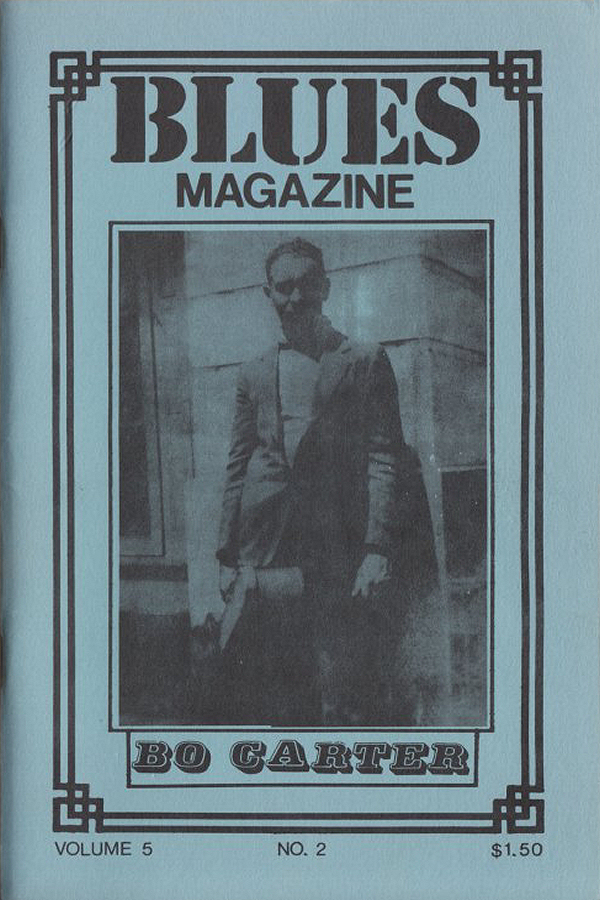 BLUES
MAGAZINE
BO CARTER
VOLUME 5 NO. 2 $1.50